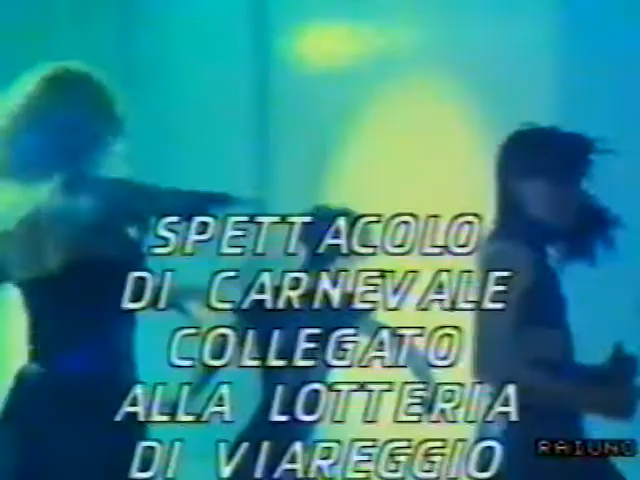 SPETTACOLO
DI CARNEVALE
COLLEGATO
ALLA LOTTERIA
DI VIAREGGIO
RAIUNO